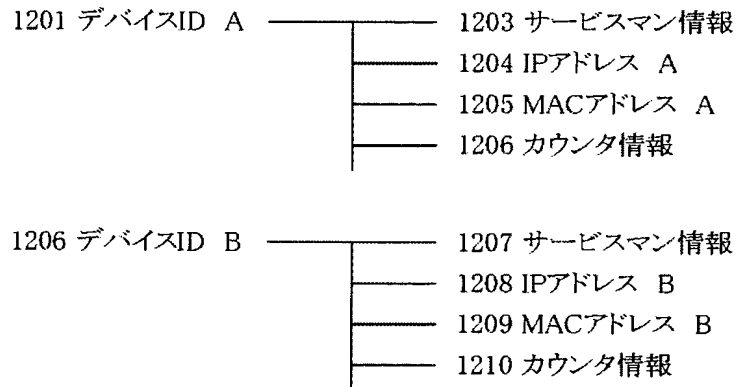 1201 デバイスID A 1203 サービスマン情報
1204 IPアドレス A
1205 MACアドレス A
1206 カウンタ情報
1206 デバイスID B 1207 サービスマン情報
1208 IPアドレス B
1209 MACアドレス B
1210 カウンタ情報